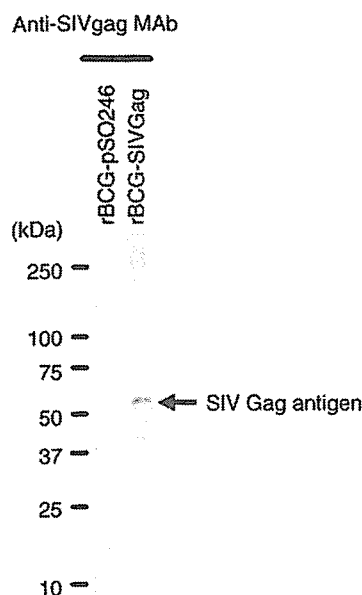 Anti-SIVgag MAb
rBCG-pSO246
rBCG-SIVGag
(kDa)
250
100
75
50
SIV Gag antigen
37
25
10